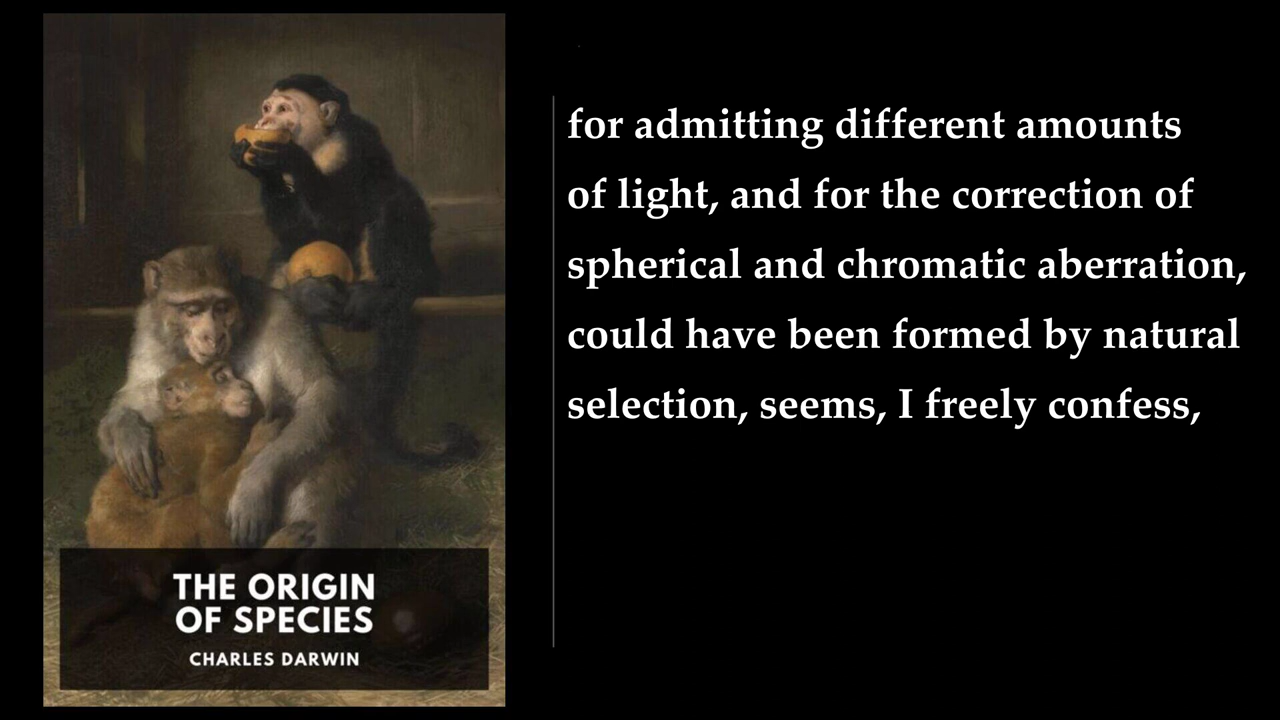 THE ORIGIN
OF SPECIES
CHARLES DARWIN
for admitting different amounts
of light, and for the correction of
spherical and chromatic aberration,
could have been formed by natural
selection, seems, I freely confess,